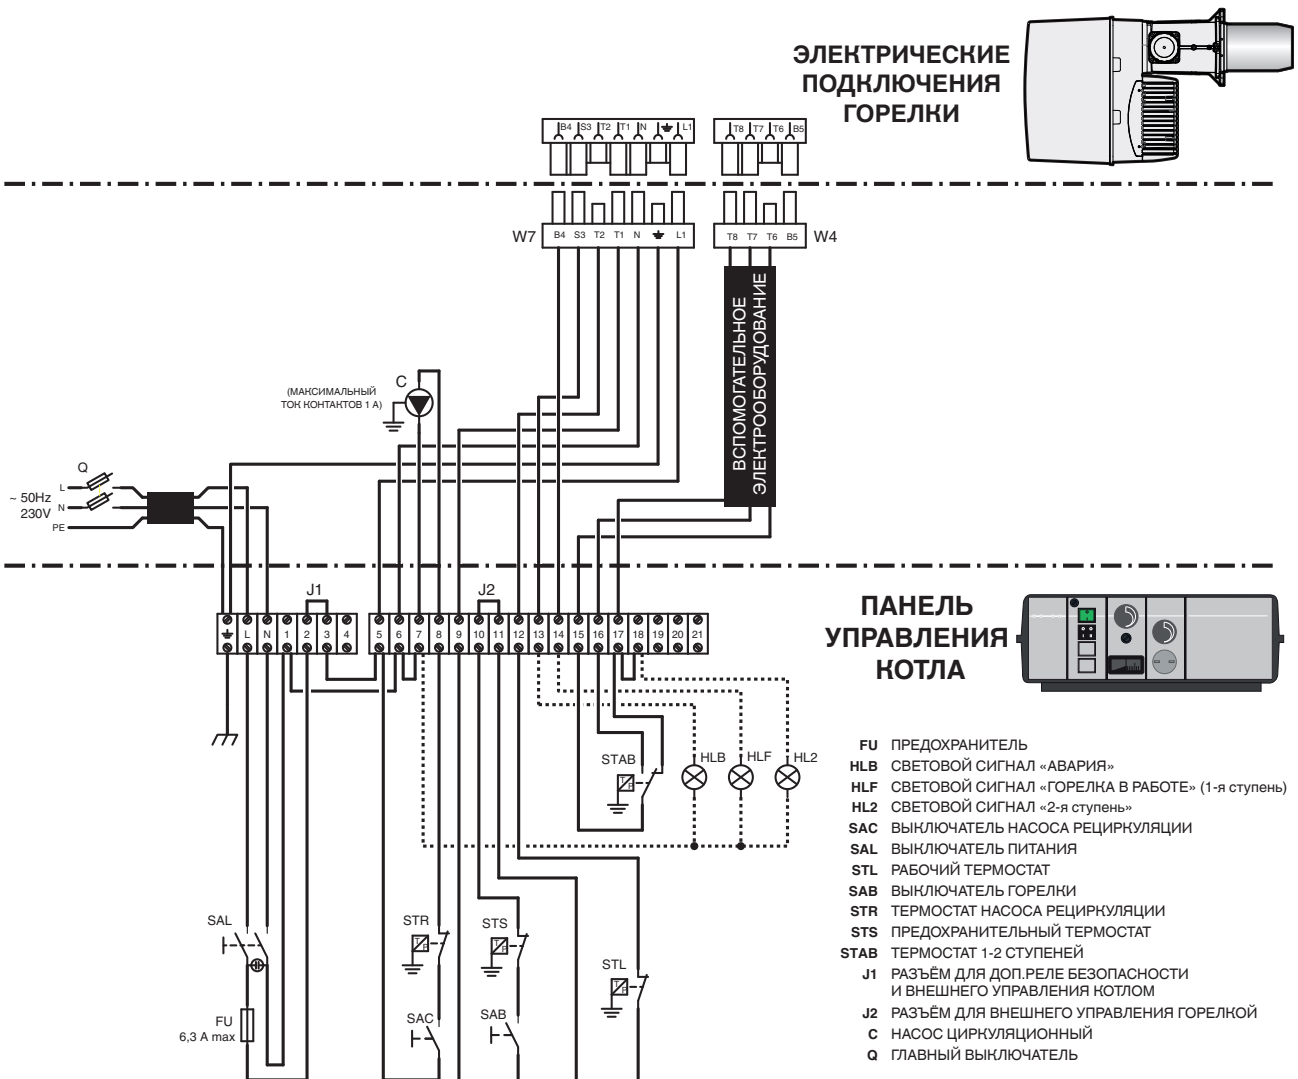 ЭЛЕКТРИЧЕСКИЕ
ПОДКЛЮЧЕНИЯ
ГОРЕЛКИ
B4 S3 T2 T1 N L1
T8 T7 T6 B5
W7 B4 S3 T2 T1 N L1
T8 T7 T6 B5 W4
ВСПОМОГАТЕЛЬНОЕ
ЭЛЕКТРООБОРУДОВАНИЕ
(МАКСИМАЛЬНЫЙ
ТОК КОНТАКТОВ 1 А)
C
Q
L
~ 50Hz
230V
N
PE
J1
J2
L N 1 2 3 4
5 6 7 8 9 10 11 12 13 14 15 16 17 18 19 20 21
ПАНЕЛЬ
УПРАВЛЕНИЯ
КОТЛА
STAB
T
P
HLB
HLF
HL2
SAL
STR
T
P
STS
T
P
STL
T
P
FU
6,3 A max
SAC
SAB
FU ПРЕДОХРАНИТЕЛЬ
HLB СВЕТОВОЙ СИГНАЛ «АВАРИЯ»
HLF СВЕТОВОЙ СИГНАЛ «ГОРЕЛКА В РАБОТЕ» (1-я ступень)
HL2 СВЕТОВОЙ СИГНАЛ «2-я ступень»
SAC ВЫКЛЮЧАТЕЛЬ НАСОСА РЕЦИРКУЛЯЦИИ
SAL ВЫКЛЮЧАТЕЛЬ ПИТАНИЯ
STL РАБОЧИЙ ТЕРМОСТАТ
SAB ВЫКЛЮЧАТЕЛЬ ГОРЕЛКИ
STR ТЕРМОСТАТ НАСОСА РЕЦИРКУЛЯЦИИ
STS ПРЕДОХРАНИТЕЛЬНЫЙ ТЕРМОСТАТ
STAB ТЕРМОСТАТ 1-2 СТУПЕНЕЙ
J1 РАЗЪЁМ ДЛЯ ДОП.РЕЛЕ БЕЗОПАСНОСТИ
И ВНЕШНЕГО УПРАВЛЕНИЯ КОТЛОМ
J2 РАЗЪЁМ ДЛЯ ВНЕШНЕГО УПРАВЛЕНИЯ ГОРЕЛКОЙ
C НАСОС ЦИРКУЛЯЦИОННЫЙ
Q ГЛАВНЫЙ ВЫКЛЮЧАТЕЛЬ